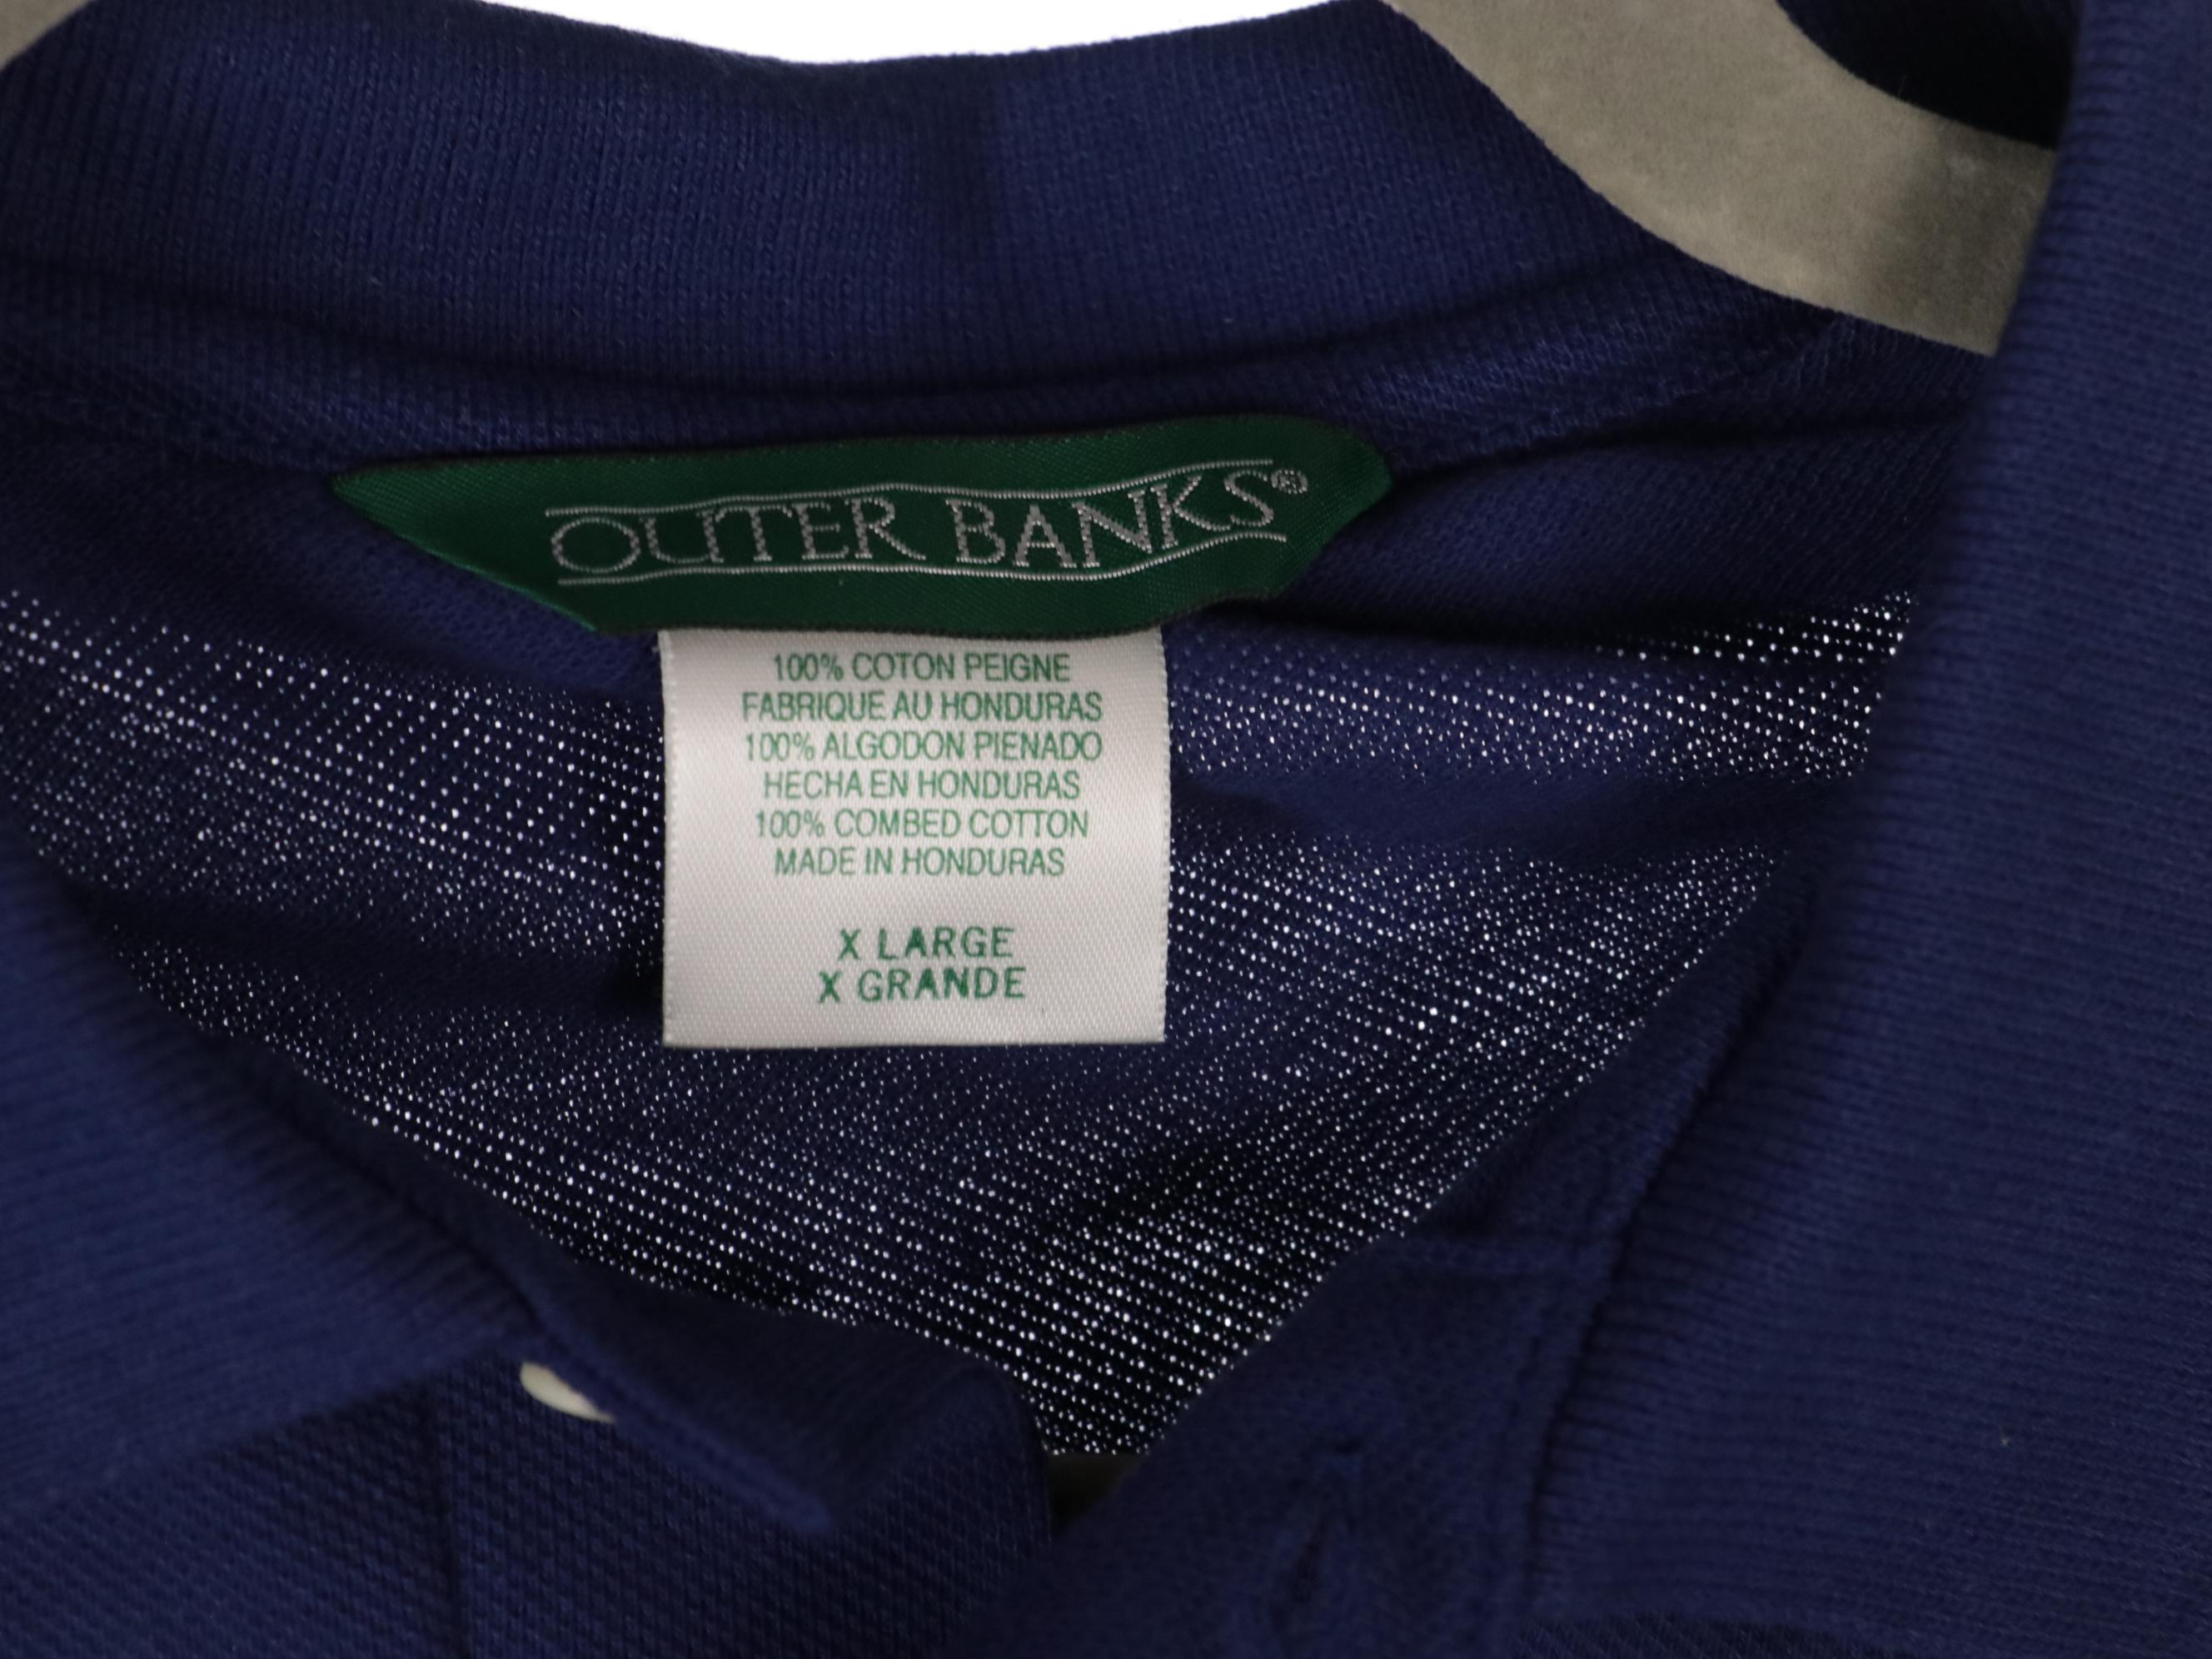 OUTER BANKS®
100% COTON PEIGNE
FABRIQUE AU HONDURAS
100% ALGODON PIENADO
HECHA EN HONDURAS
100% COMBED COTTON
MADE IN HONDURAS
X LARGE
X GRANDE